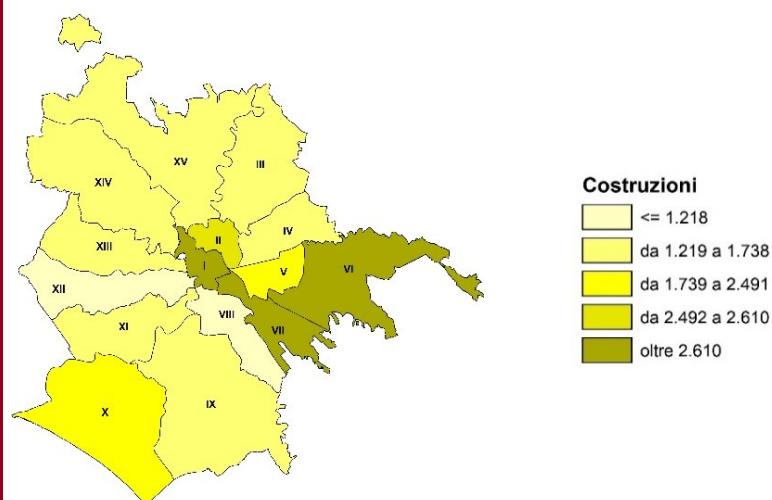 XV
III
XIV
II
IV
XIII
I
V
VI
XII
VIII
XI
VII
X
IX
Costruzioni
<= 1.218
da 1.219 a 1.738
da 1.739 a 2.491
da 2.492 a 2.610
oltre 2.610